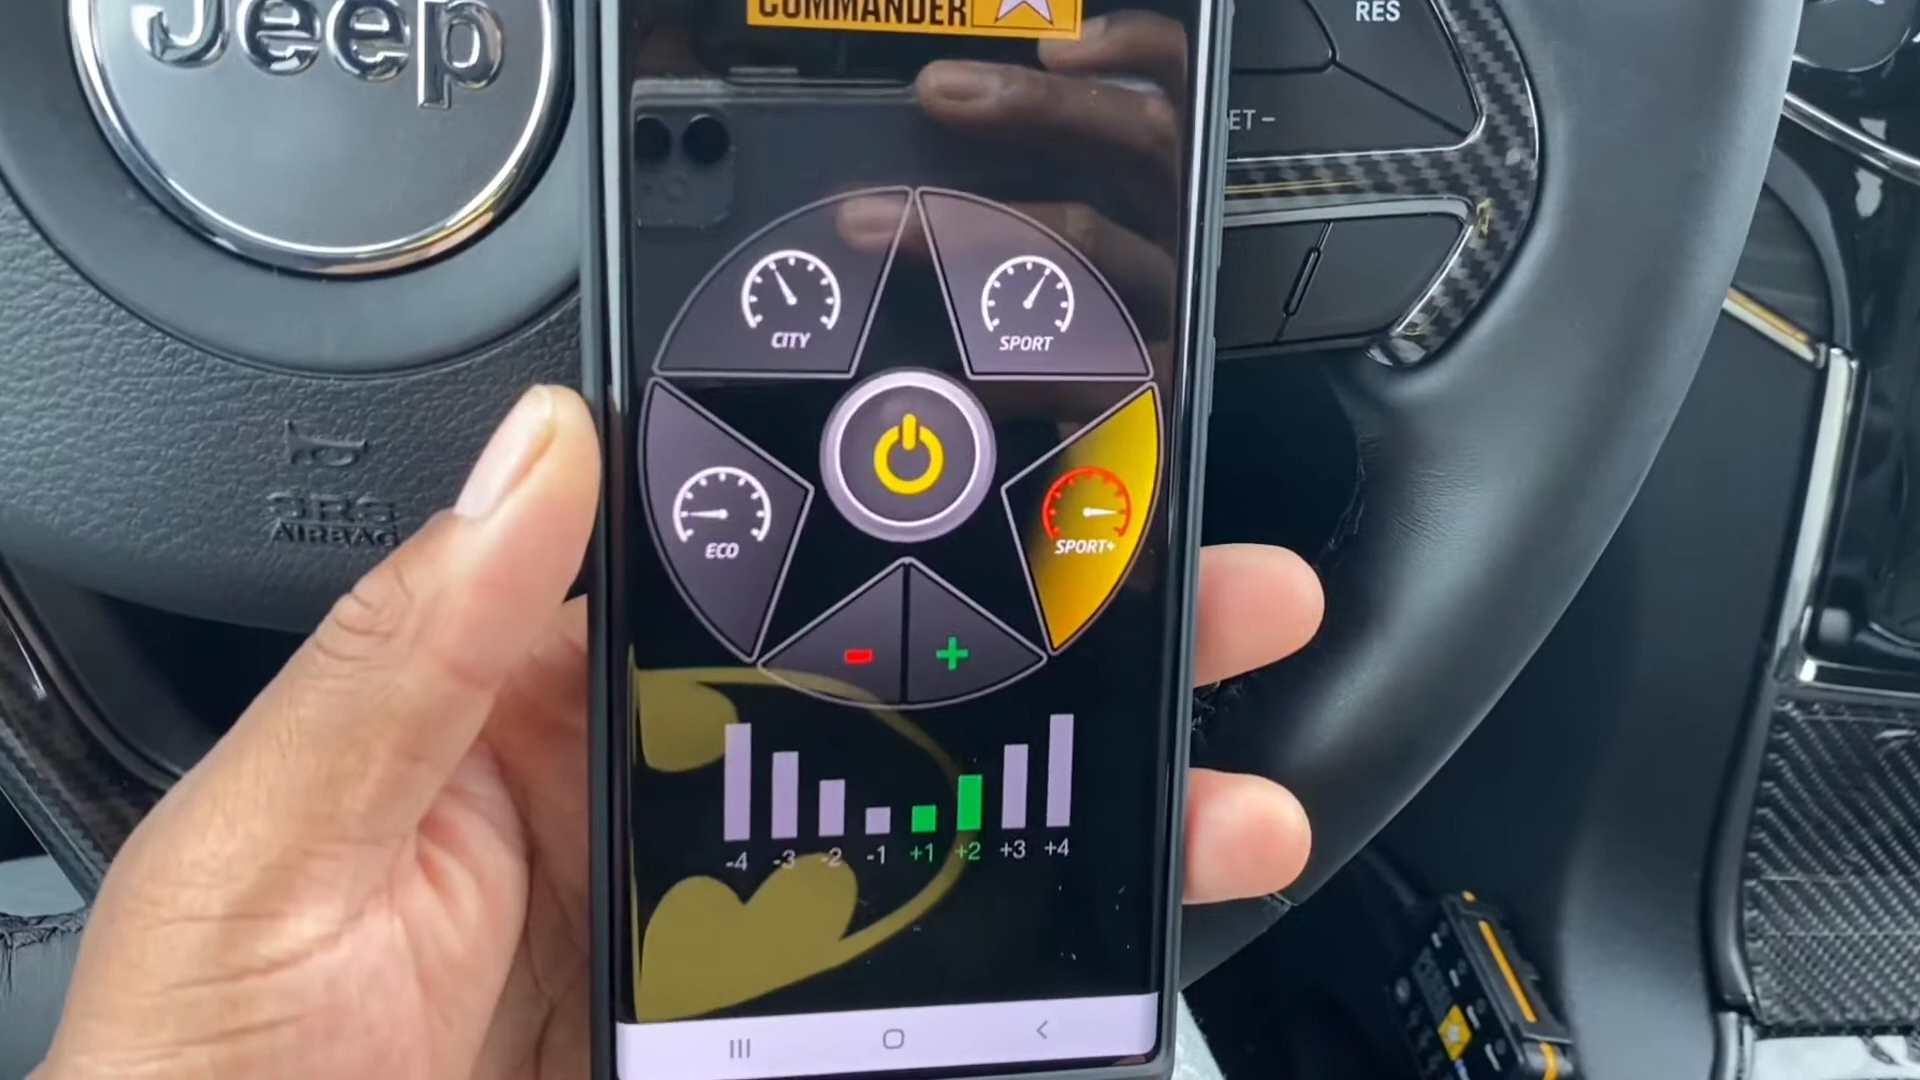 Jeep
COMMANDER
RES
ET –
CITY
SPORT
ECO
SPORT+
SRS
AIRBAG
-4 -3 -2 -1 +1 +2 +3 +4